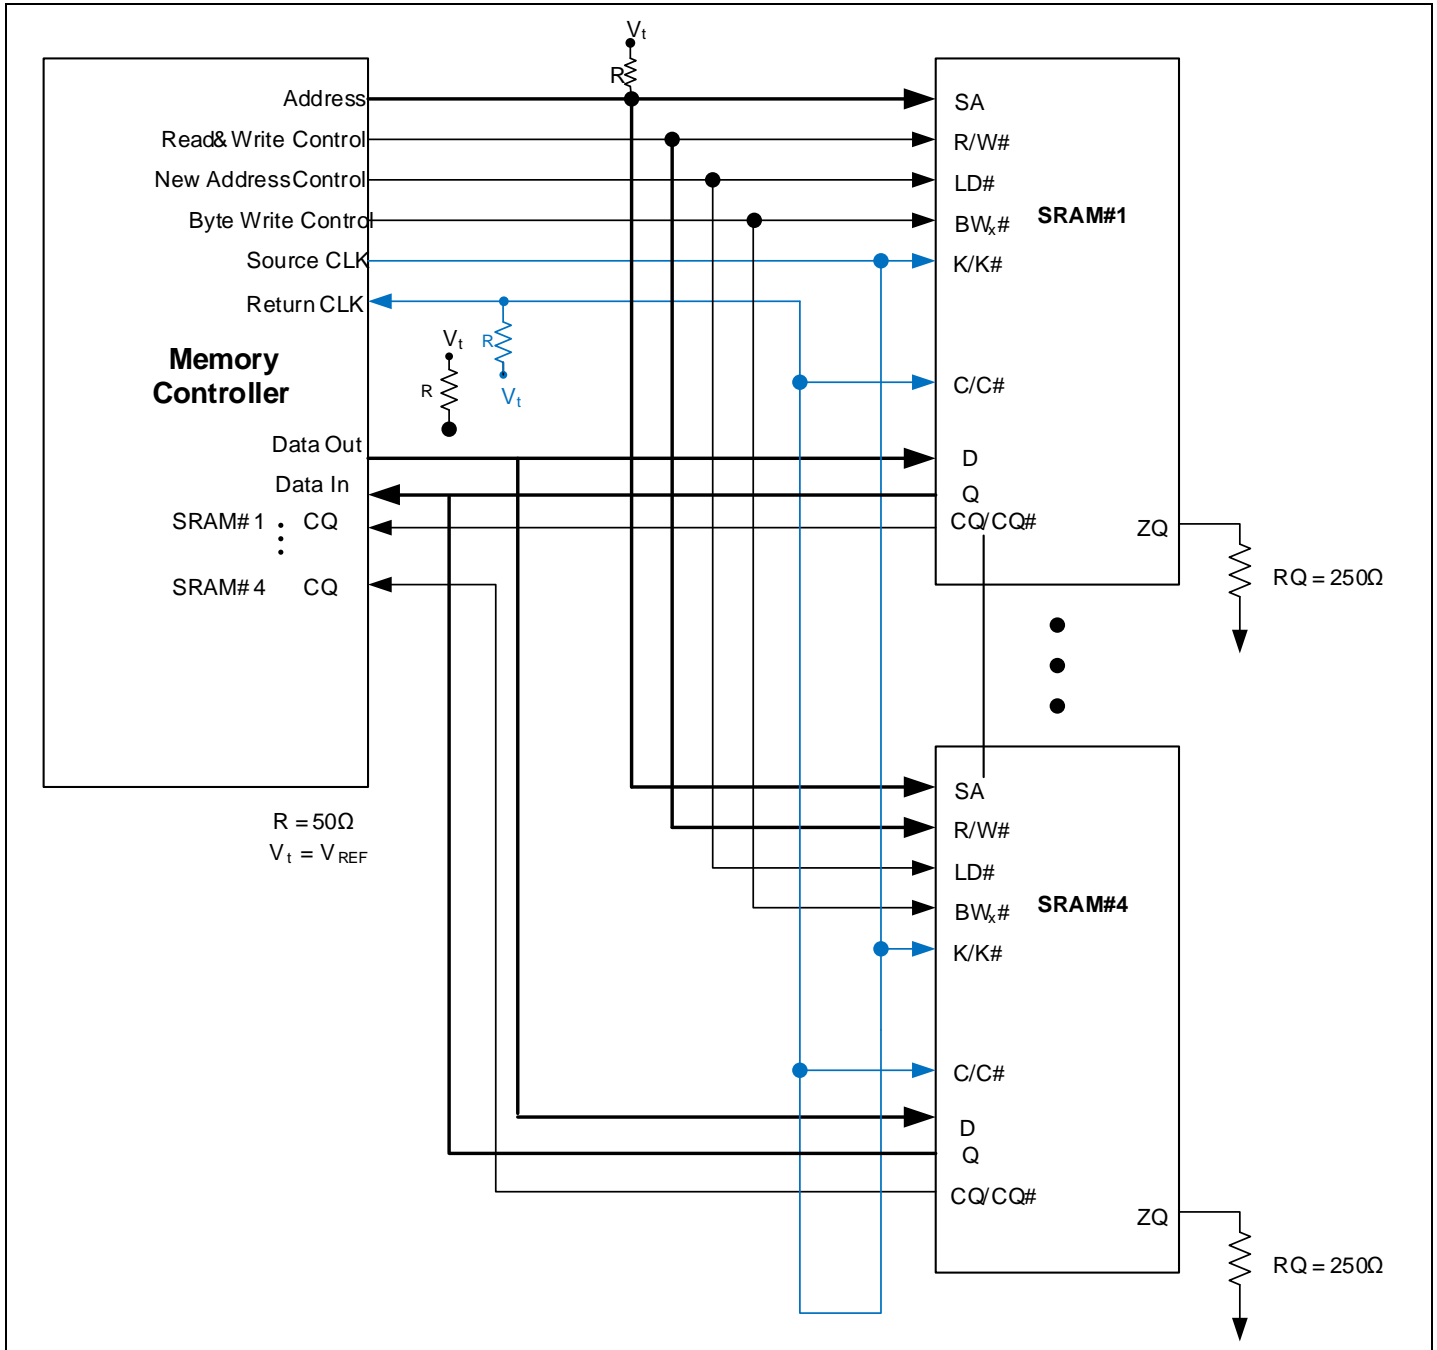 Vt
R
Address
Read& Write Control
New Address Control
Byte Write Control
Source CLK
Return CLK
Memory
Controller
Vt
R
R
Vt
Data Out
Data In
SRAM#1 CQ
SRAM#4 CQ
R = 50Ω
Vt = VREF
SA
R/W#
LD#
SRAM#1
BWx#
K/K#
C/C#
D
Q
CQ/CQ#
ZQ
RQ = 250Ω
SA
R/W#
LD#
SRAM#4
BWx#
K/K#
C/C#
D
Q
CQ/CQ#
ZQ
RQ = 250Ω